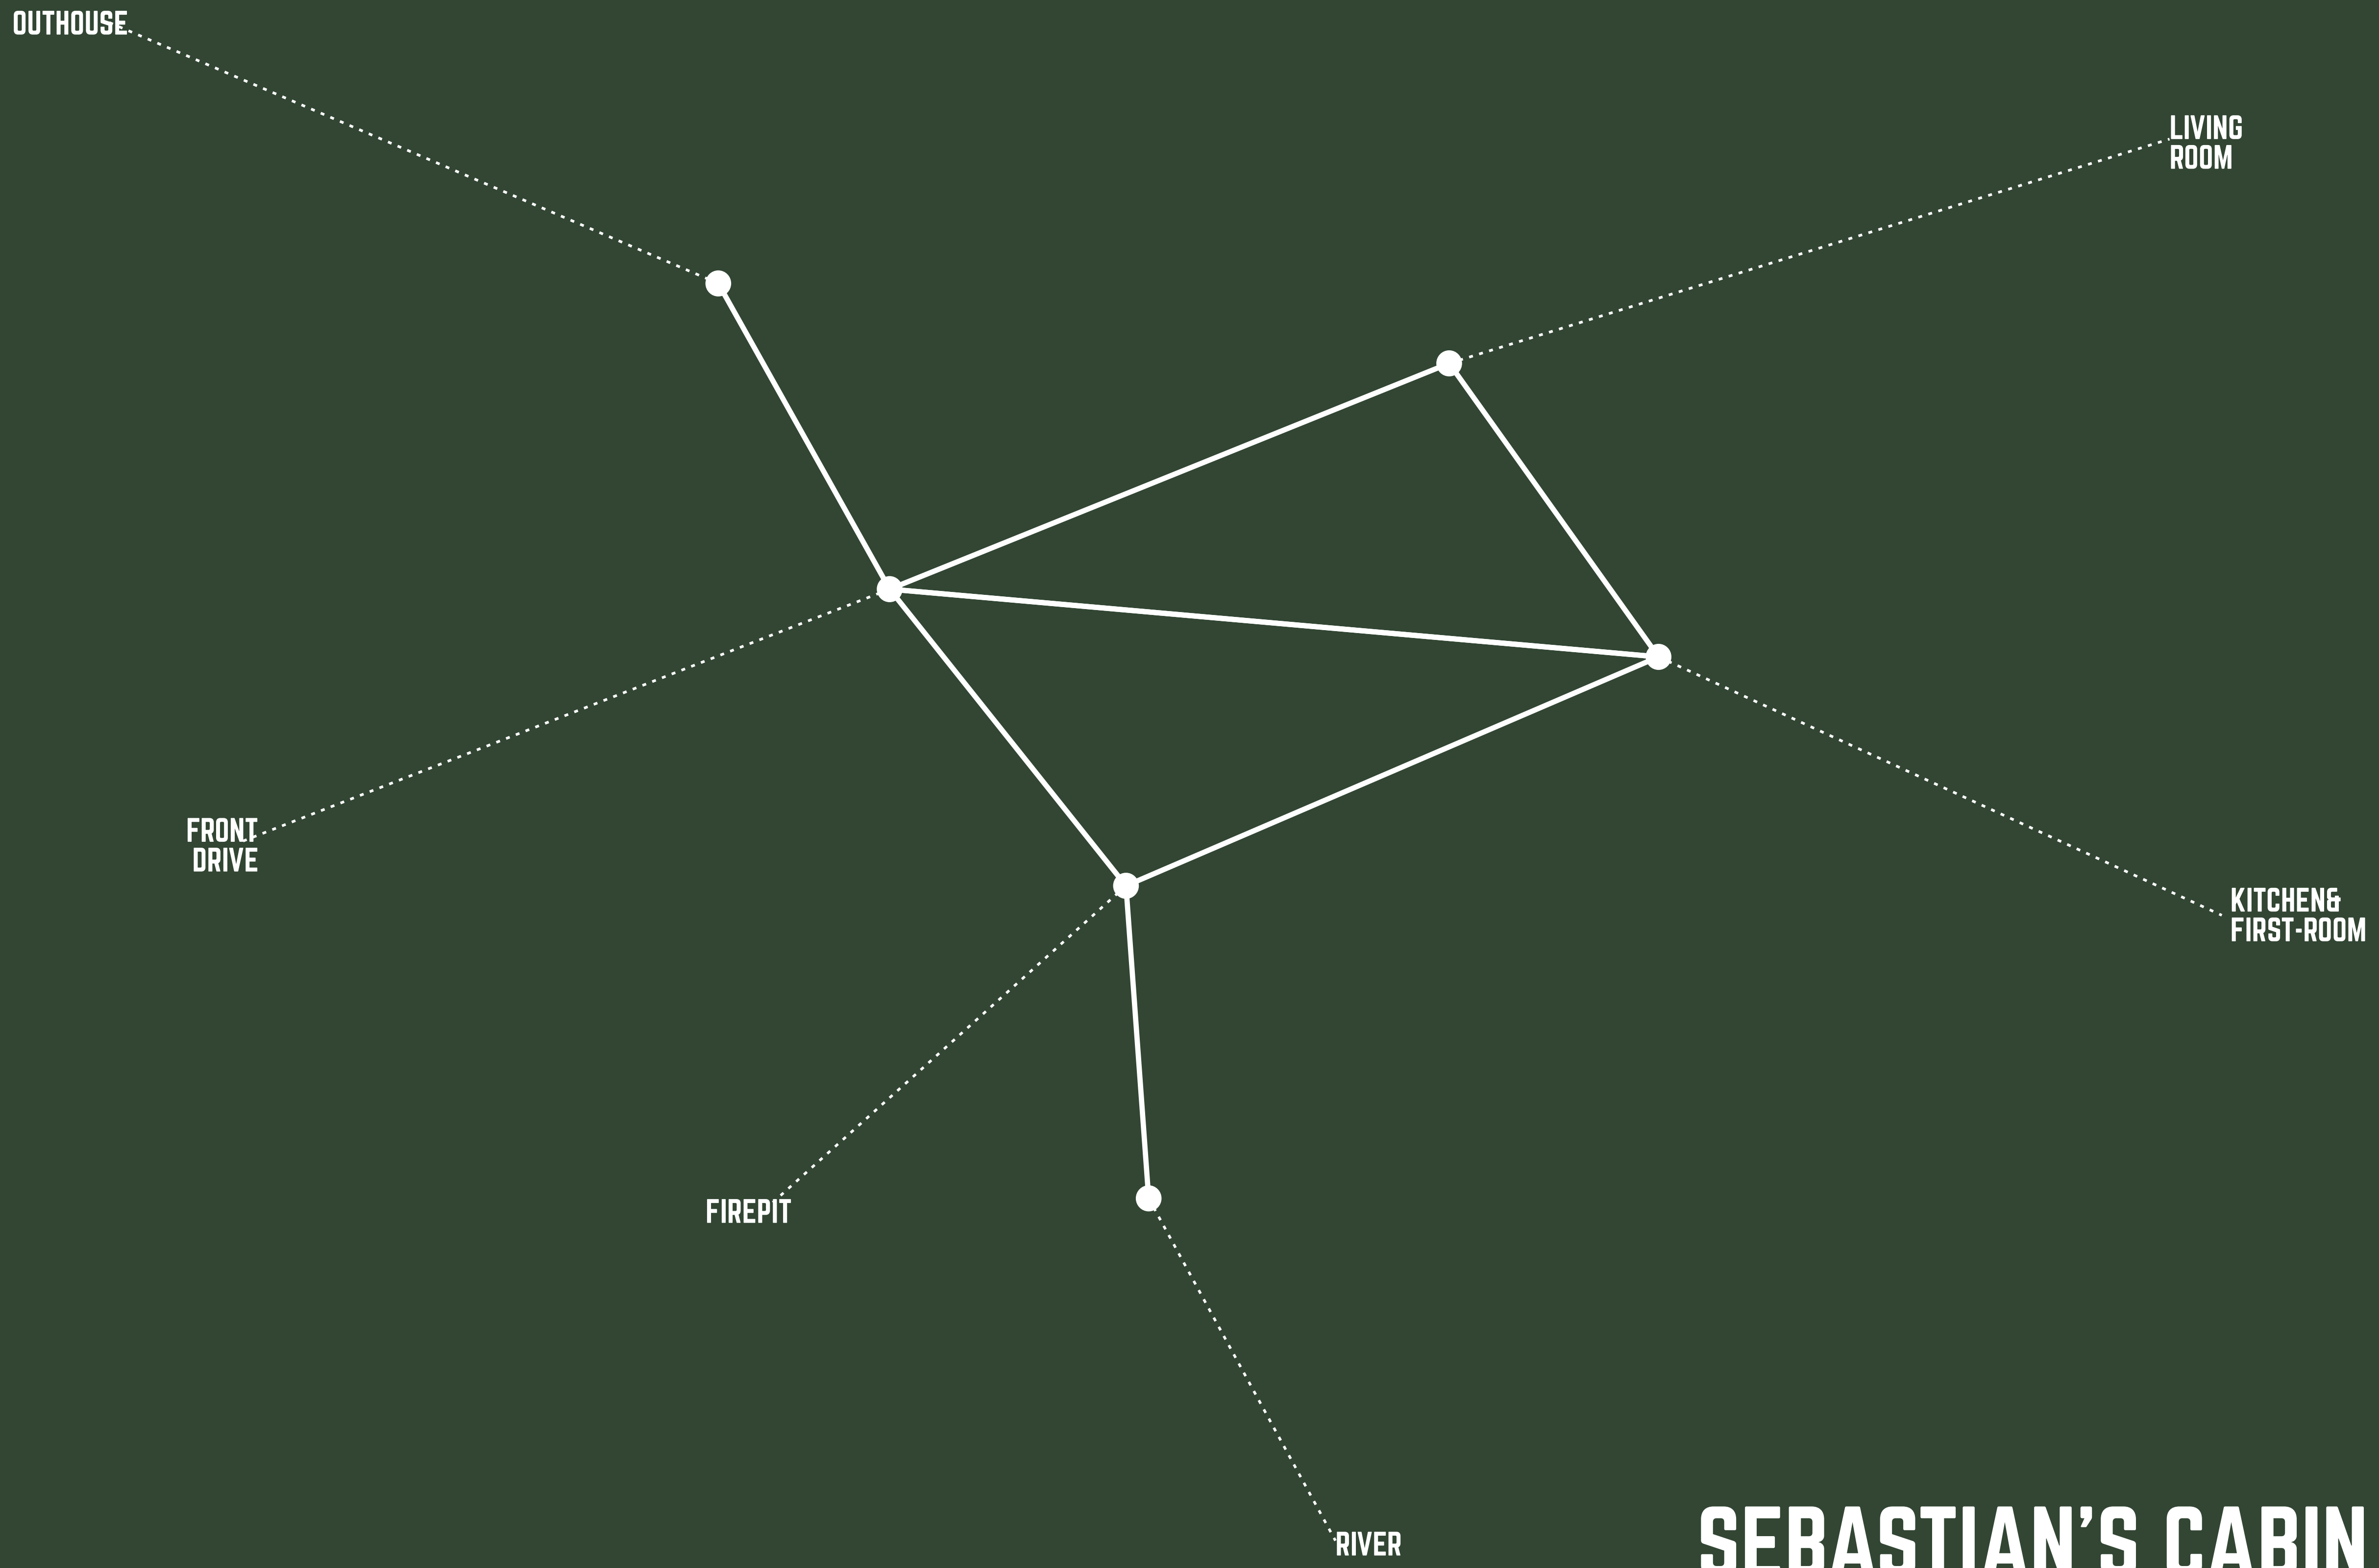 OUTHOUSE
LIVING
ROOM
FRONT
DRIVE
KITCHEN&
FIRST-ROOM
FIREPIT
RIVER
SEBASTIAN'S CABIN